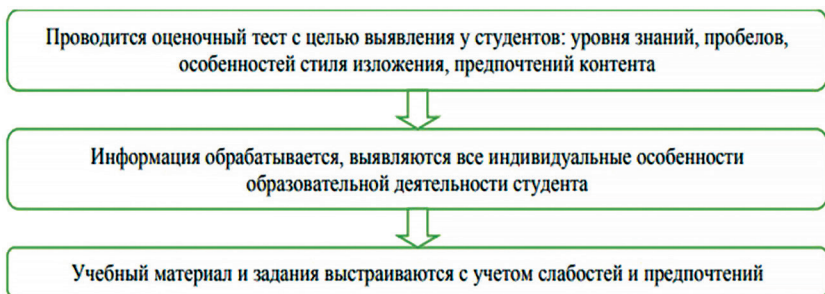 Проводится оценочный тест с целью выявления у студентов: уровня знаний, пробелов,
особенностей стиля изложения, предпочтений контента
Информация обрабатывается, выявляются все индивидуальные особенности
образовательной деятельности студента
Учебный материал и задания выстраиваются с учетом слабостей и предпочтений